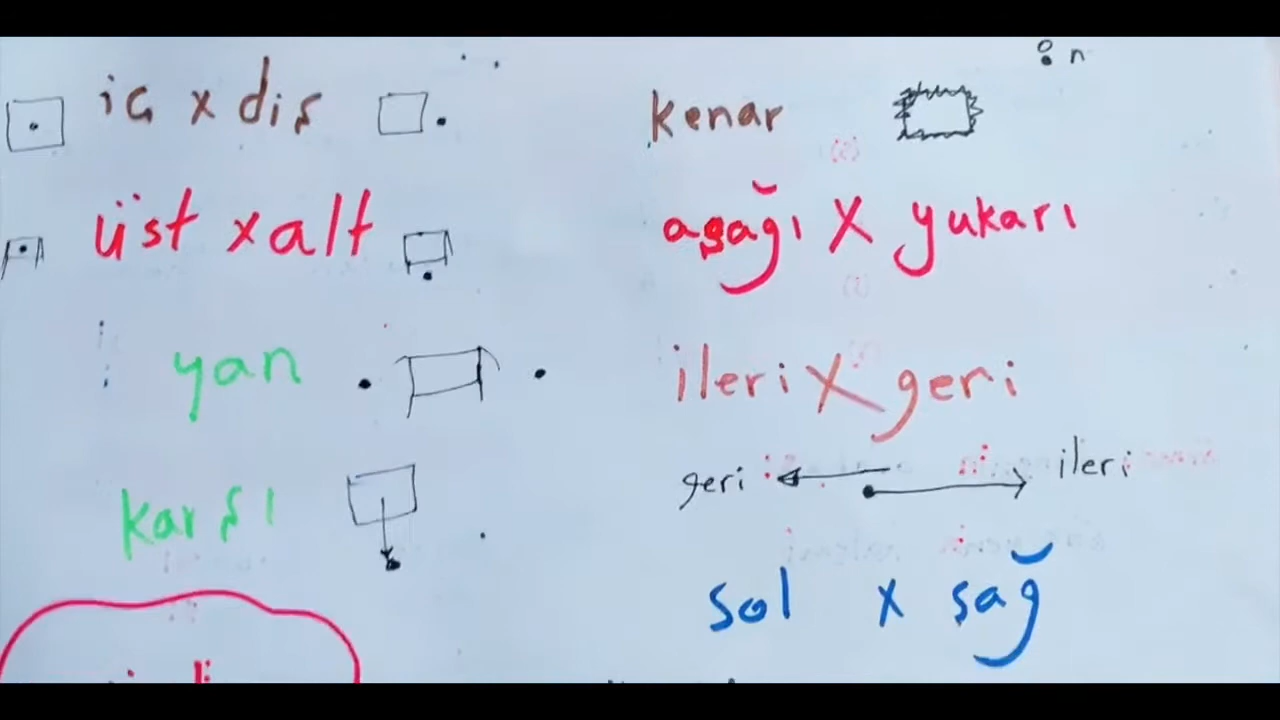 iç x dış
üst x alt
yan
karşı
n
kenar
aşağı X yukarı
ileri X geri
geri ileri
sol x sağ